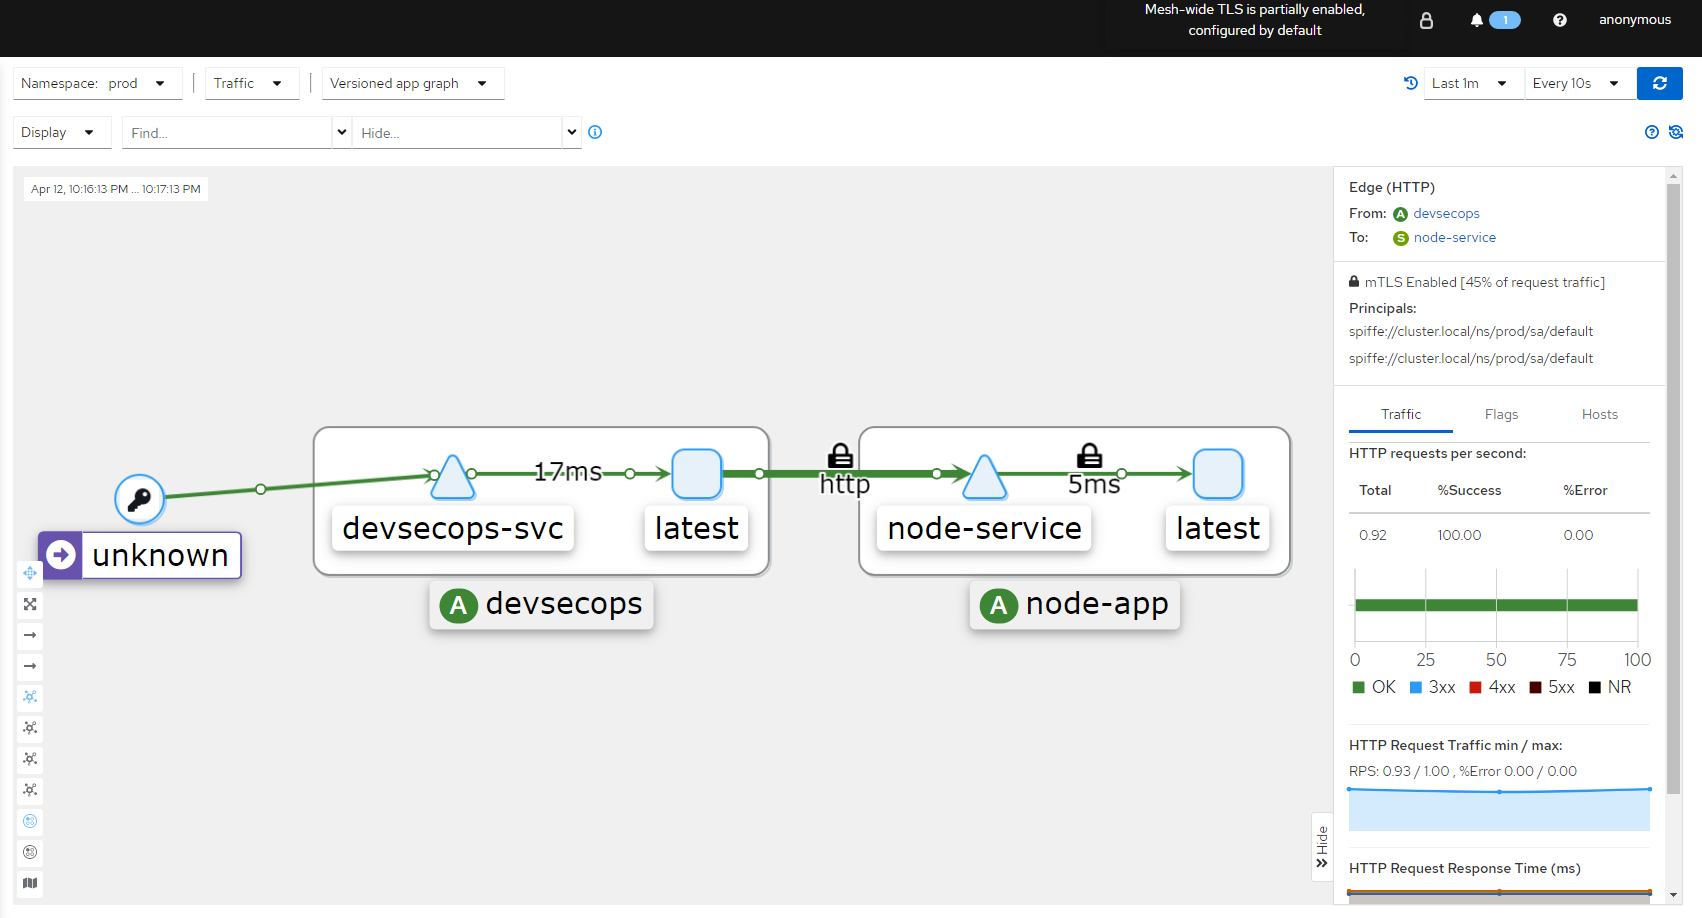 Mesh-wide TLS is partially enabled,
configured by default
1
anonymous
Namespace: prod
Traffic
Versioned app graph
Last 1m
Every 10s
Display
Find...
Hide...
Apr 12, 10:16:13 PM ... 10:17:13 PM
17ms
http
5ms
devsecops-svc
latest
node-service
latest
unknown
A devsecops
A node-app
Hide
Edge (HTTP)
From: A devsecops
To: S node-service
mTLS Enabled [45% of request traffic]
Principals:
spiffe://cluster.local/ns/prod/sa/default
spiffe://cluster.local/ns/prod/sa/default
Traffic Flags Hosts
HTTP requests per second:
Total %Success %Error
0.92 100.00 0.00
0 25 50 75 100
OK 3xx 4xx 5xx NR
HTTP Request Traffic min / max:
RPS: 0.93 / 1.00 , %Error 0.00 / 0.00
HTTP Request Response Time (ms)